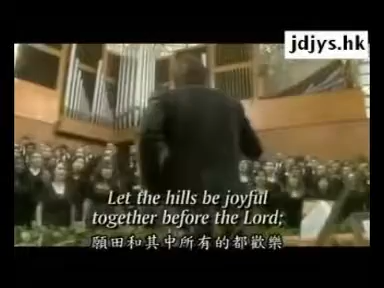 jdjys.hk
Let the hills be joyful
together before the Lord;
願田和其中所有的都歡樂